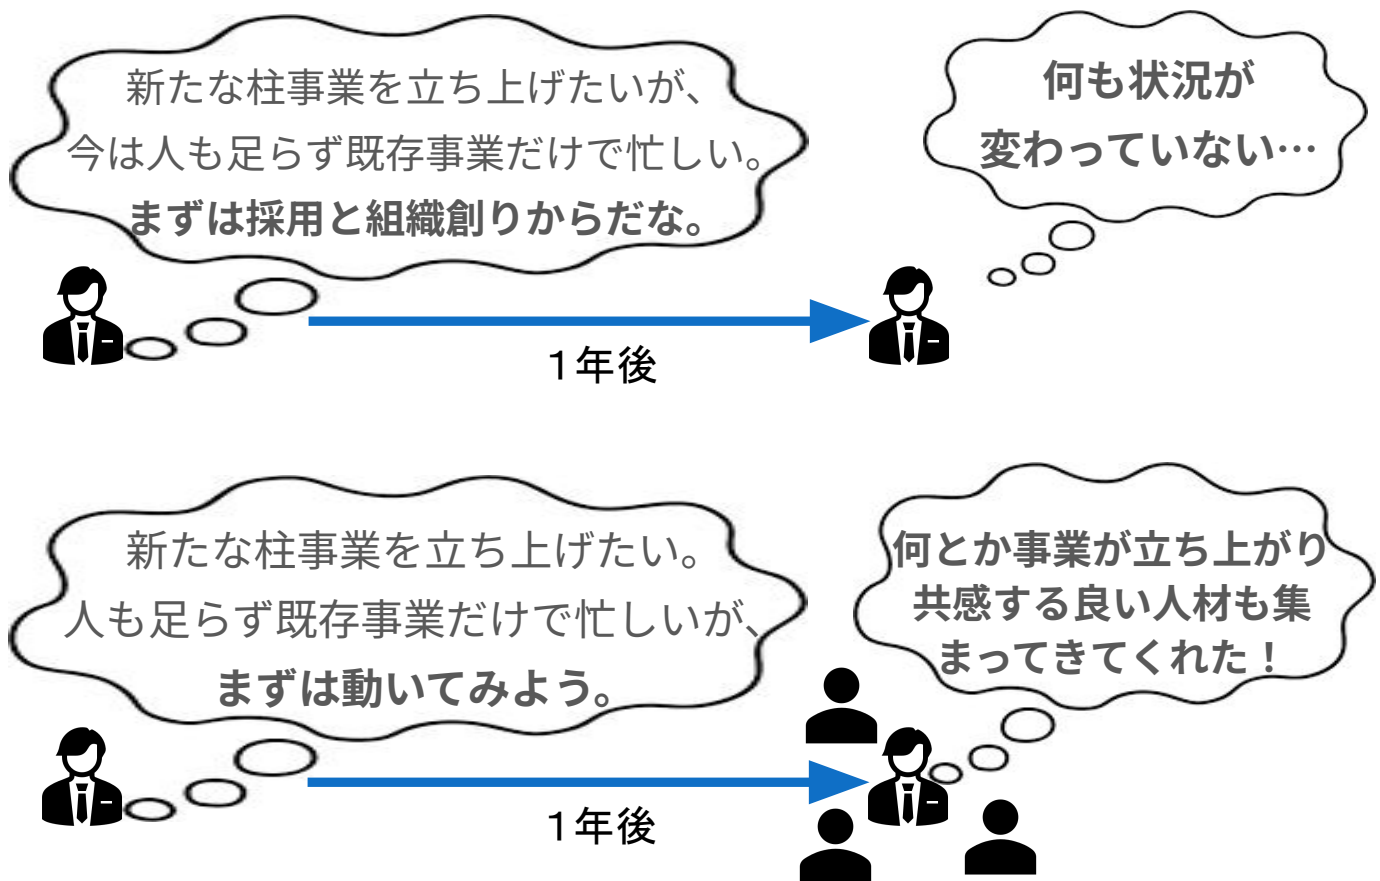 新たな柱事業を立ち上げたいが、
今は人も足らず既存事業だけで忙しい。
まずは採用と組織創りからだな。
何も状況が
変わっていない…
1年後
新たな柱事業を立ち上げたい。
人も足らず既存事業だけで忙しいが、
まずは動いてみよう。
何とか事業が立ち上がり
共感する良い人材も集
まってきてくれた！
1年後